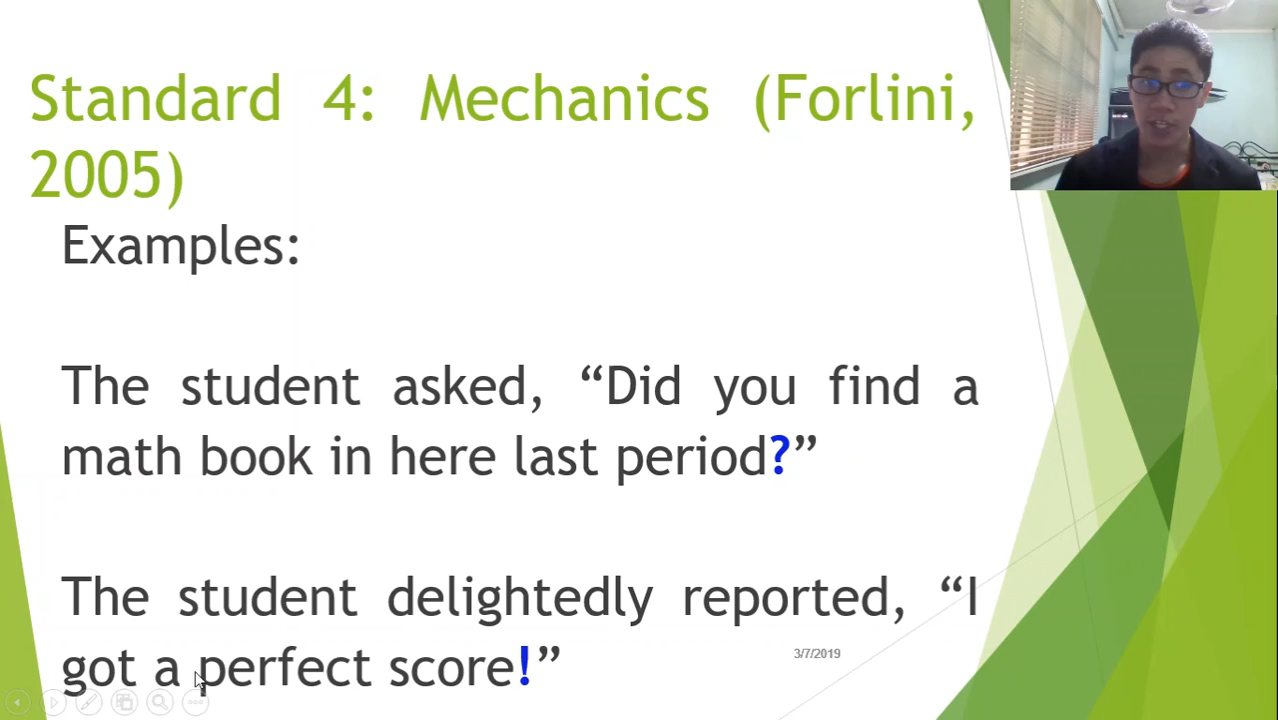 Standard 4: Mechanics (Forlini,
2005)
Examples:
The student asked, “Did you find a
math book in here last period?”
The student delightedly reported, “I
got a perfect score!”
3/7/2019